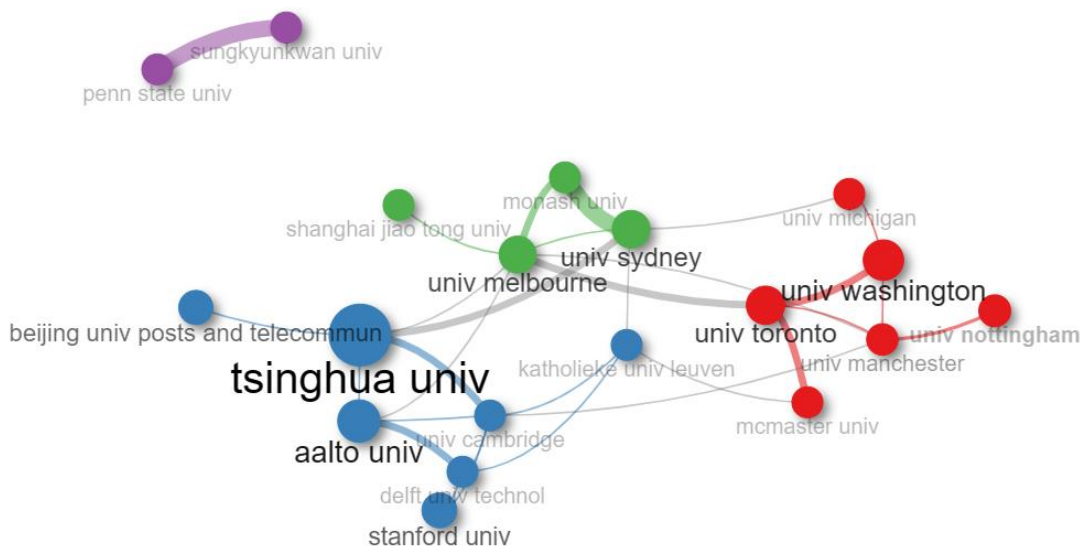 sungkyunkwan univ
penn state univ
monash univ
univ michigan
shanghai jiao tong univ
univ sydney
univ melbourne
univ washington
beijing univ posts and telecommun
univ toronto
univ nottingham
univ manchester
katholieke univ leuven
tsinghua univ
mcmaster univ
univ cambridge
aalto univ
delft univ technol
stanford univ